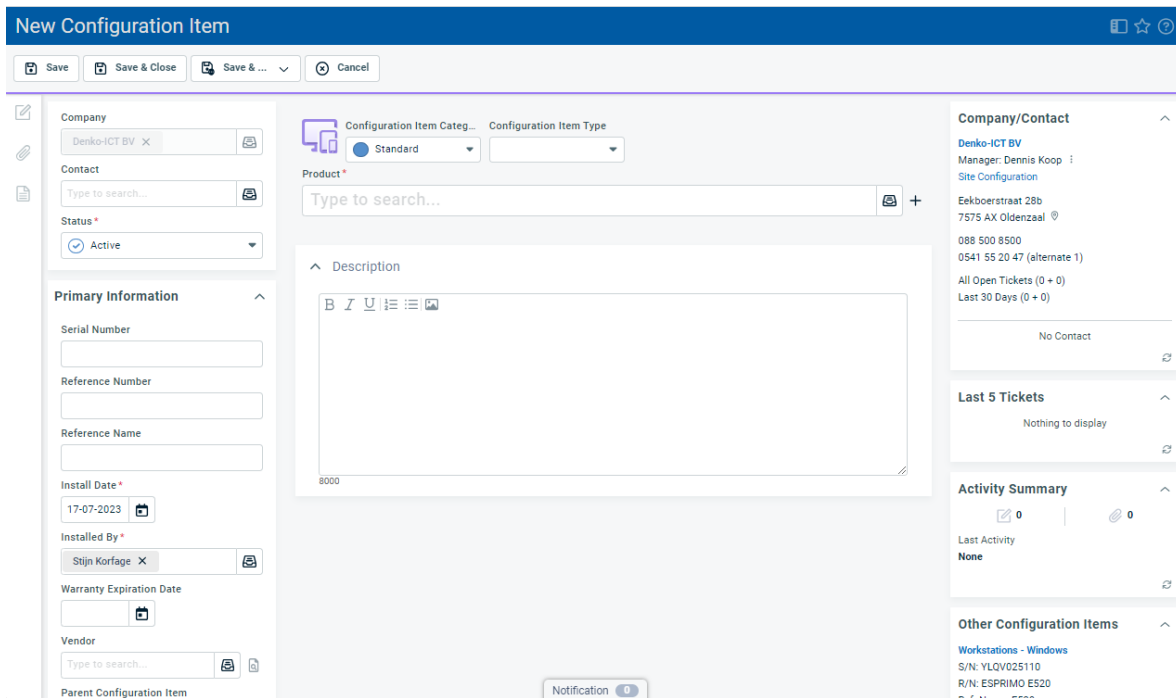 New Configuration Item
Save
Save & Close
Save & ...
Cancel
Company
Denko-ICT BV
Contact
Type to search...
Status *
Active
Primary Information
Serial Number
Reference Number
Reference Name
Install Date *
17-07-2023
Installed By *
Stijn Korfage
Warranty Expiration Date
Vendor
Type to search...
Parent Configuration Item
Configuration Item Categ...
Configuration Item Type
Standard
Product *
Type to search...
Description
B I U
8000
Notification 0
Company/Contact
Denko-ICT BV
Manager: Dennis Koop
Site Configuration
Eekboerstraat 28b
7575 AX Oldenzaal
088 500 8500
0541 55 20 47 (alternate 1)
All Open Tickets (0 + 0)
Last 30 Days (0 + 0)
No Contact
Last 5 Tickets
Nothing to display
Activity Summary
0
0
Last Activity
None
Other Configuration Items
Workstations - Windows
S/N: YLQV025110
R/N: ESPRIMO E520